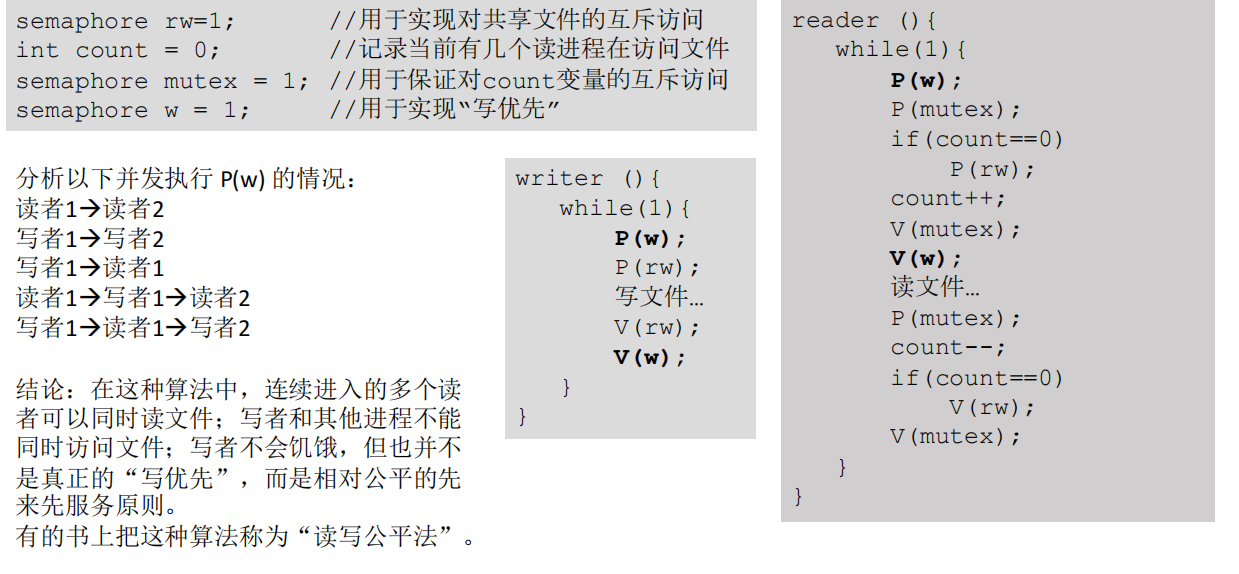 semaphore rw=1; //用于实现对共享文件的互斥访问
int count = 0; //记录当前有几个读进程在访问文件
semaphore mutex = 1; //用于保证对count变量的互斥访问
semaphore w = 1; //用于实现“写优先”
分析以下并发执行 P(w) 的情况：
读者1→读者2
写者1→写者2
写者1→读者1
读者1→写者1→读者2
写者1→读者1→写者2
结论：在这种算法中，连续进入的多个读
者可以同时读文件；写者和其他进程不能
同时访问文件；写者不会饥饿，但也并不
是真正的“写优先”，而是相对公平的先
来先服务原则。
有的书上把这种算法称为“读写公平法”。
writer (){
while(1){
P(w);
P(rw);
写文件…
V(rw);
V(w);
}
}
reader (){
while(1){
P(w);
P(mutex);
if(count==0)
P(rw);
count++;
V(mutex);
V(w);
读文件…
P(mutex);
count--;
if(count==0)
V(rw);
V(mutex);
}
}